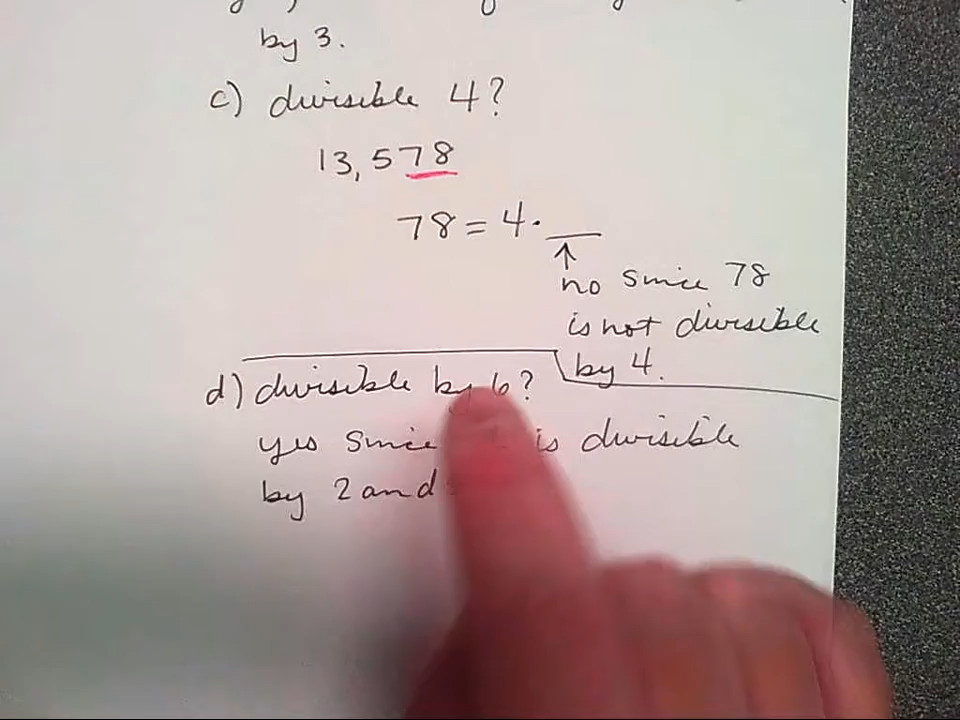 by 3.
c) divisible 4?
13,578
78 = 4 · __
↑
no since 78
is not divisible
by 4.
d) divisible by 6?
yes since is divisible
by 2 and